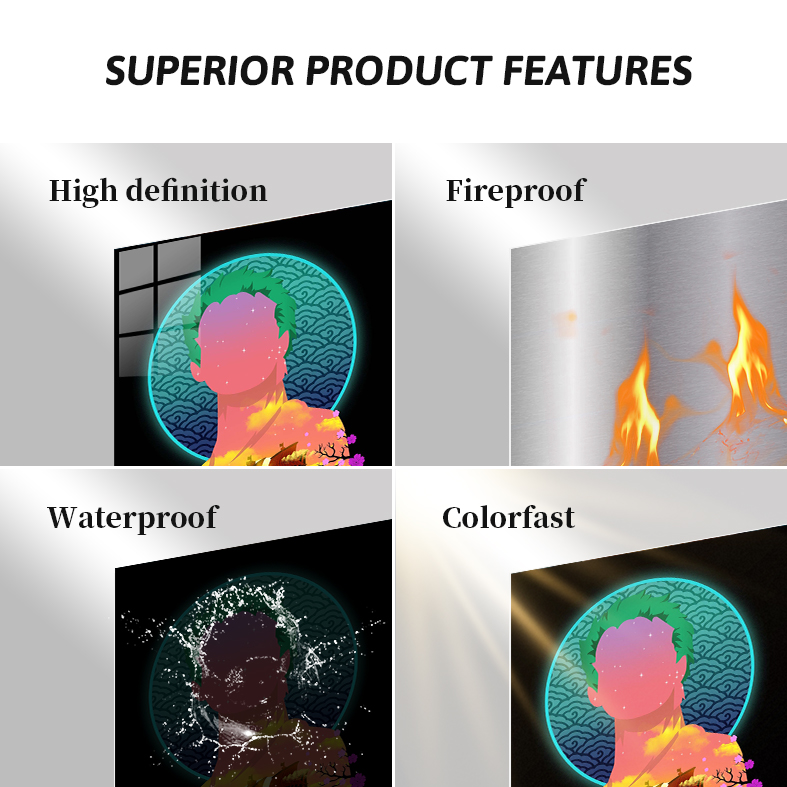 SUPERIOR PRODUCT FEATURES
High definition
Fireproof
Waterproof
Colorfast